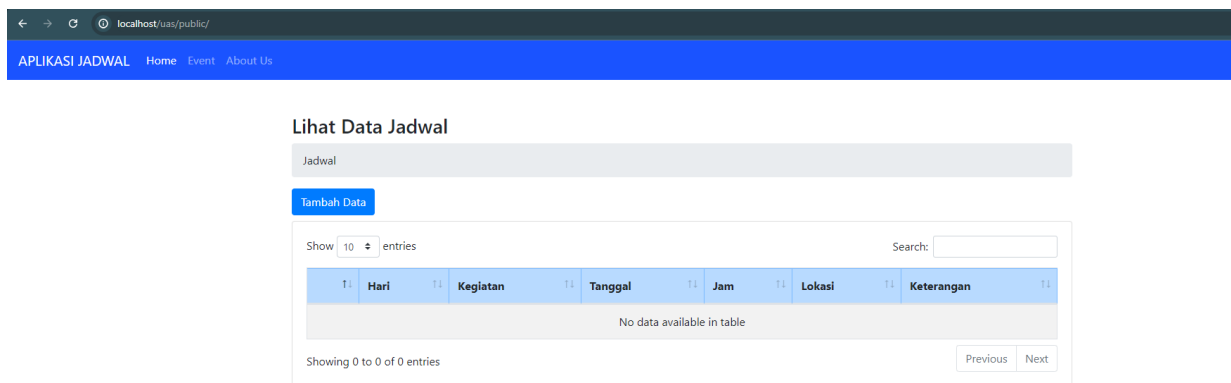 localhost/uas/public/
APLIKASI JADWAL Home Event About Us
Lihat Data Jadwal
Jadwal
Tambah Data
Show 10 entries Search:
Hari Kegiatan Tanggal Jam Lokasi Keterangan
No data available in table
Showing 0 to 0 of 0 entries Previous Next